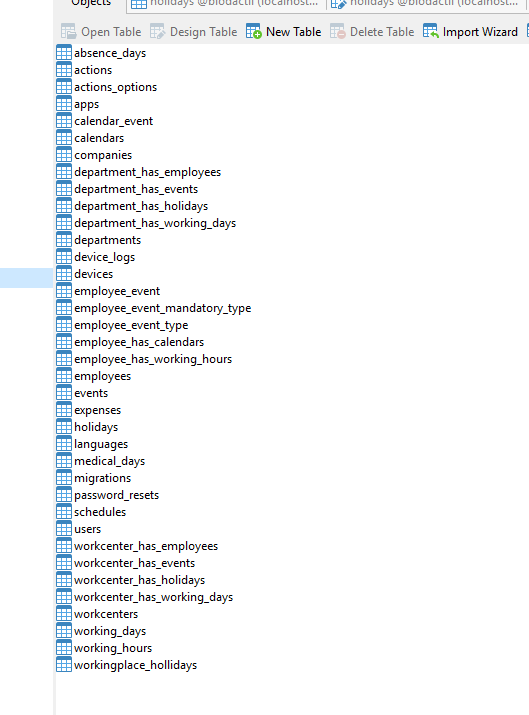 Objects
holidays @biodactil (localhost...
holidays @biodactil (localhost...
Open Table
Design Table
New Table
Delete Table
Import Wizard
absence_days
actions
actions_options
apps
calendar_event
calendars
companies
department_has_employees
department_has_events
department_has_holidays
department_has_working_days
departments
device_logs
devices
employee_event
employee_event_mandatory_type
employee_event_type
employee_has_calendars
employee_has_working_hours
employees
events
expenses
holidays
languages
medical_days
migrations
password_resets
schedules
users
workcenter_has_employees
workcenter_has_events
workcenter_has_holidays
workcenter_has_working_days
workcenters
working_days
working_hours
workingplace_hollidays